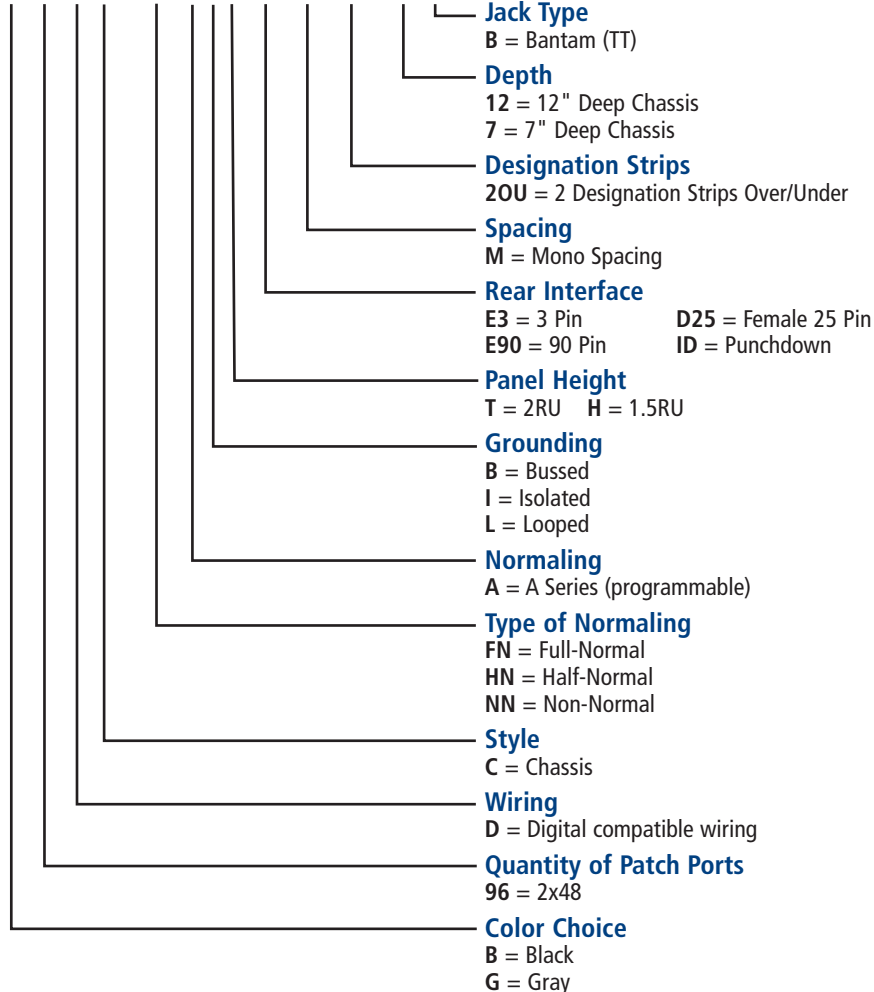 Jack Type
B = Bantam (TT)
Depth
12 = 12" Deep Chassis
7 = 7" Deep Chassis
Designation Strips
2OU = 2 Designation Strips Over/Under
Spacing
M = Mono Spacing
Rear Interface
E3 = 3 Pin D25 = Female 25 Pin
E90 = 90 Pin ID = Punchdown
Panel Height
T = 2RU H = 1.5RU
Grounding
B = Bussed
I = Isolated
L = Looped
Normaling
A = A Series (programmable)
Type of Normaling
FN = Full-Normal
HN = Half-Normal
NN = Non-Normal
Style
C = Chassis
Wiring
D = Digital compatible wiring
Quantity of Patch Ports
96 = 2x48
Color Choice
B = Black
G = Gray